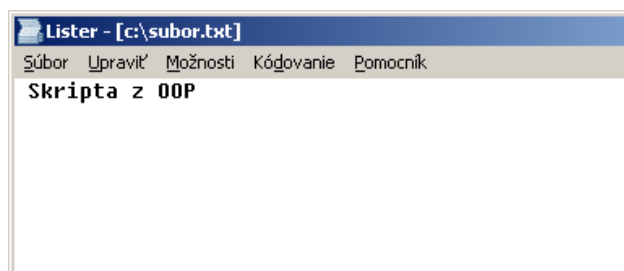 Lister - [c:\subor.txt]
Súbor Upraviť Možnosti Kódovanie Pomocník
Skripta z OOP